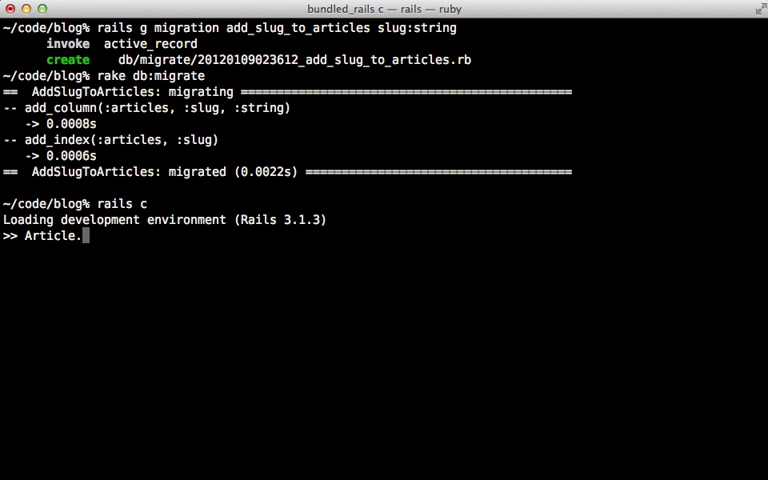 bundled_rails c — rails — ruby
~/code/blog% rails g migration add_slug_to_articles slug:string
      invoke  active_record
      create    db/migrate/20120109023612_add_slug_to_articles.rb
~/code/blog% rake db:migrate
==  AddSlugToArticles: migrating ==============================================
-- add_column(:articles, :slug, :string)
   -> 0.0008s
-- add_index(:articles, :slug)
   -> 0.0006s
==  AddSlugToArticles: migrated (0.0022s) =====================================
~/code/blog% rails c
Loading development environment (Rails 3.1.3)
>> Article.